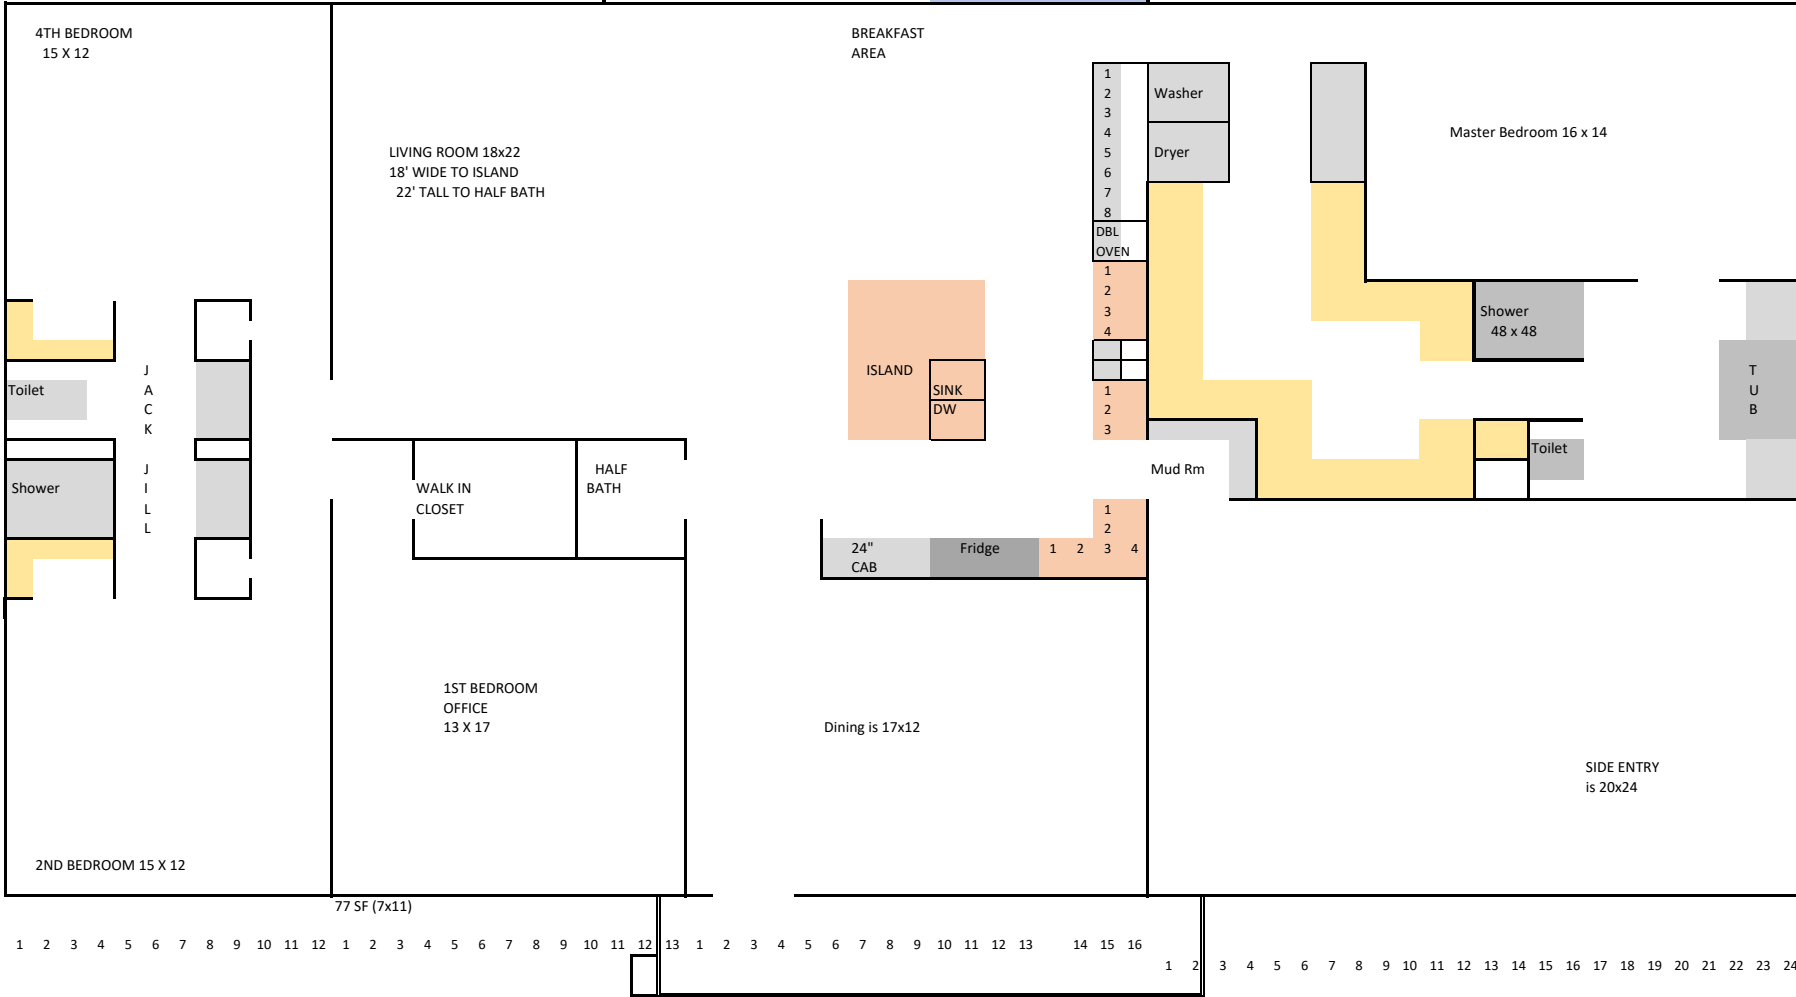 4TH BEDROOM
15 X 12
BREAKFAST
AREA
LIVING ROOM 18x22
18' WIDE TO ISLAND
22' TALL TO HALF BATH
1
2
3
4
5
6
7
8
DBL
OVEN
1
2
3
4
1
2
3
Washer
Dryer
Master Bedroom 16 x 14
Shower
48 x 48
T
U
B
Toilet
Mud Rm
ISLAND
SINK
DW
Toilet
J
A
C
K
J
I
L
L
Shower
WALK IN
CLOSET
HALF
BATH
1
2
24"
CAB
Fridge
1 2 3 4
1ST BEDROOM
OFFICE
13 X 17
Dining is 17x12
SIDE ENTRY
is 20x24
2ND BEDROOM 15 X 12
77 SF (7x11)
1 2 3 4 5 6 7 8 9 10 11 12 1 2 3 4 5 6 7 8 9 10 11 12 13 1 2 3 4 5 6 7 8 9 10 11 12 13 14 15 16
1 2 3 4 5 6 7 8 9 10 11 12 13 14 15 16 17 18 19 20 21 22 23 24